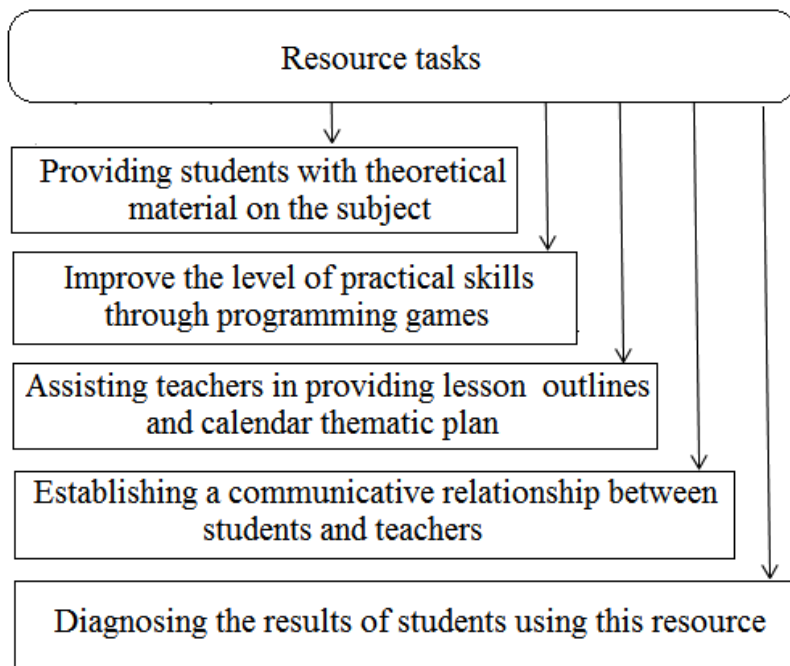 Resource tasks
Providing students with theoretical
material on the subject
Improve the level of practical skills
through programming games
Assisting teachers in providing lesson outlines
and calendar thematic plan
Establishing a communicative relationship between
students and teachers
Diagnosing the results of students using this resource